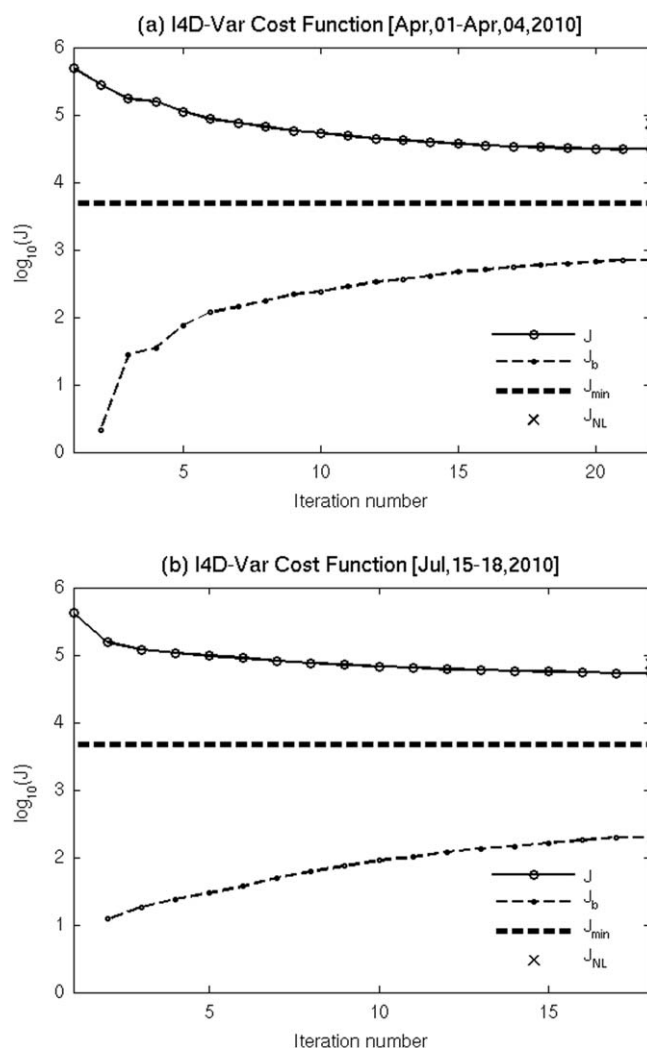 (a) I4D-Var Cost Function [Apr,01-Apr,04,2010]
6
5
4
3
2
1
0
log10(J)
J
Jb
Jmin
JNL
5 10 15 20
Iteration number
(b) I4D-Var Cost Function [Jul,15-18,2010]
6
5
4
3
2
1
0
log10(J)
J
Jb
Jmin
JNL
5 10 15
Iteration number